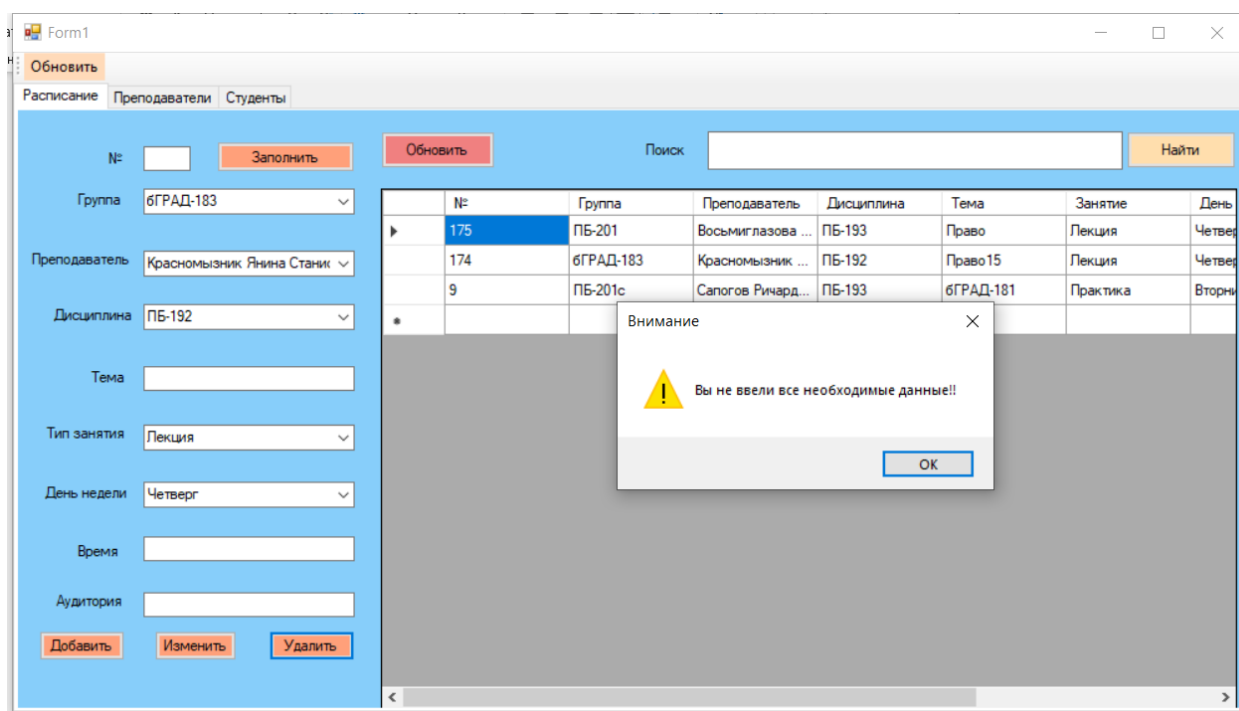 Form1
Обновить
Расписание Преподаватели Студенты
№ Заполнить
Обновить Поиск Найти
Группа бГРАД-183
Преподаватель Красномызник Янина Станис
Дисциплина ПБ-192
Тема
Тип занятия Лекция
День недели Четверг
Время
Аудитория
Добавить Изменить Удалить
№ Группа Преподаватель Дисциплина Тема Занятие День
175 ПБ-201 Восьмиглазова ... ПБ-193 Право Лекция Четвер
174 бГРАД-183 Красномызник ... ПБ-192 Право15 Лекция Четвер
9 ПБ-201с Сапогов Ричард... ПБ-193 бГРАД-181 Практика Вторни
Внимание
Вы не ввели все необходимые данные!!
ОК